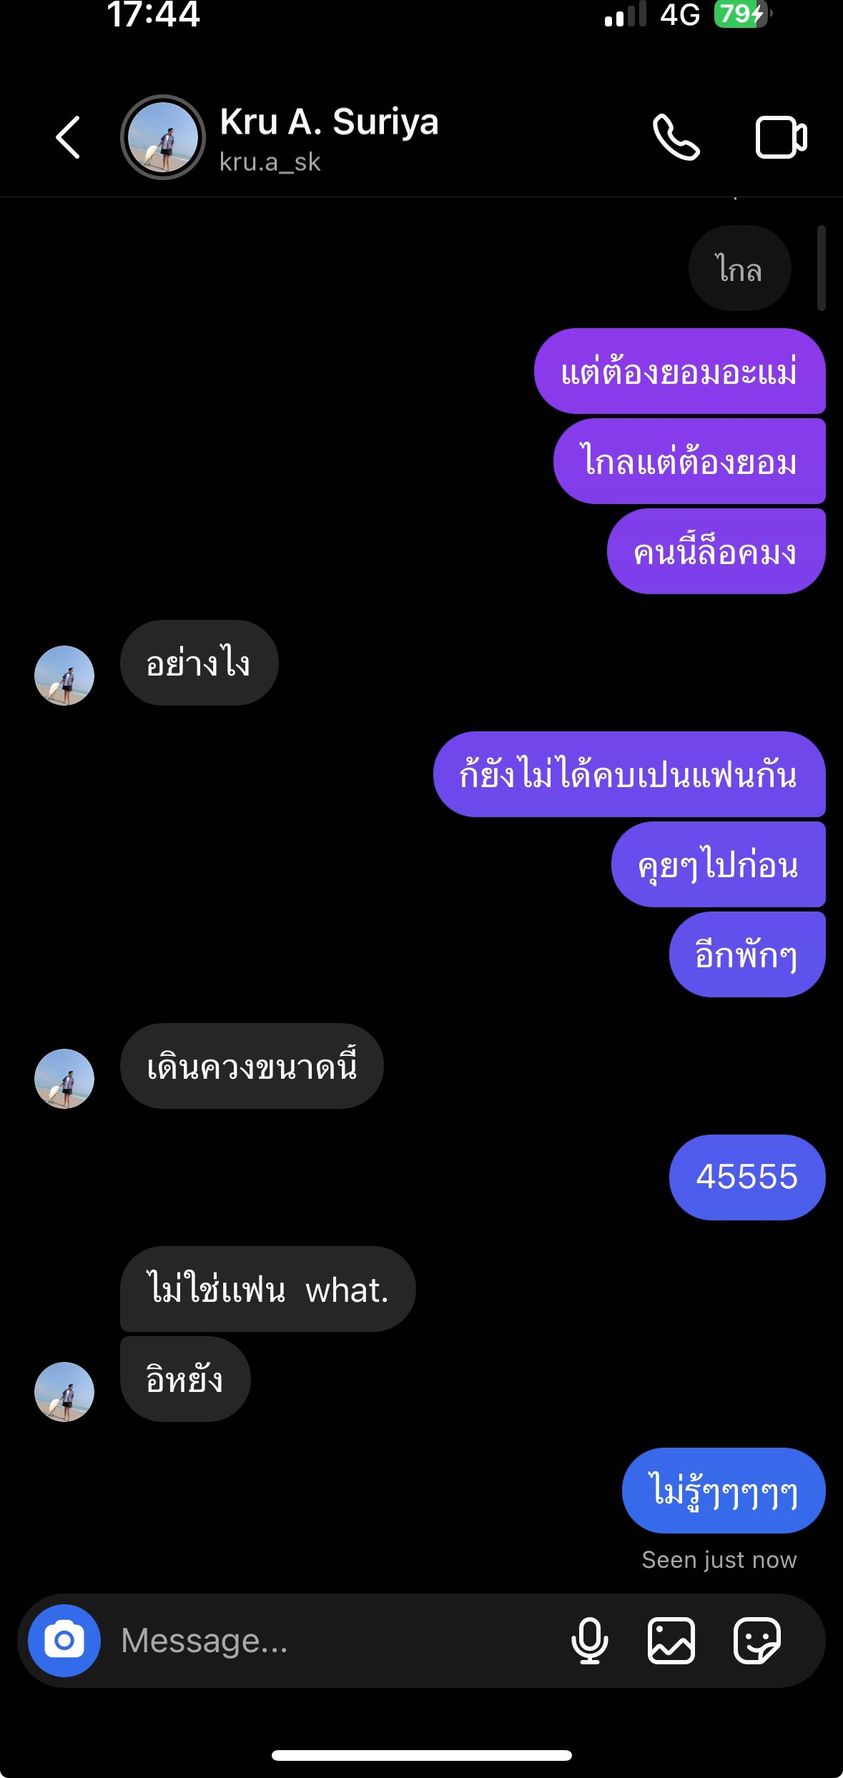 17:44
4G
79
Kru A. Suriya
kru.a_sk
ไกล
แต่ต้องยอมอะแม่
ไกลแต่ต้องยอม
คนนี้ล็อคมง
อย่างไง
ก้ยังไม่ได้คบเปนแฟนกัน
คุยๆไปก่อน
อีกพักๆ
เดินควงขนาดนี้
45555
ไม่ใช่แฟน  what.
อิหยัง
ไม่รู้ๆๆๆๆๆ
Seen just now
Message...